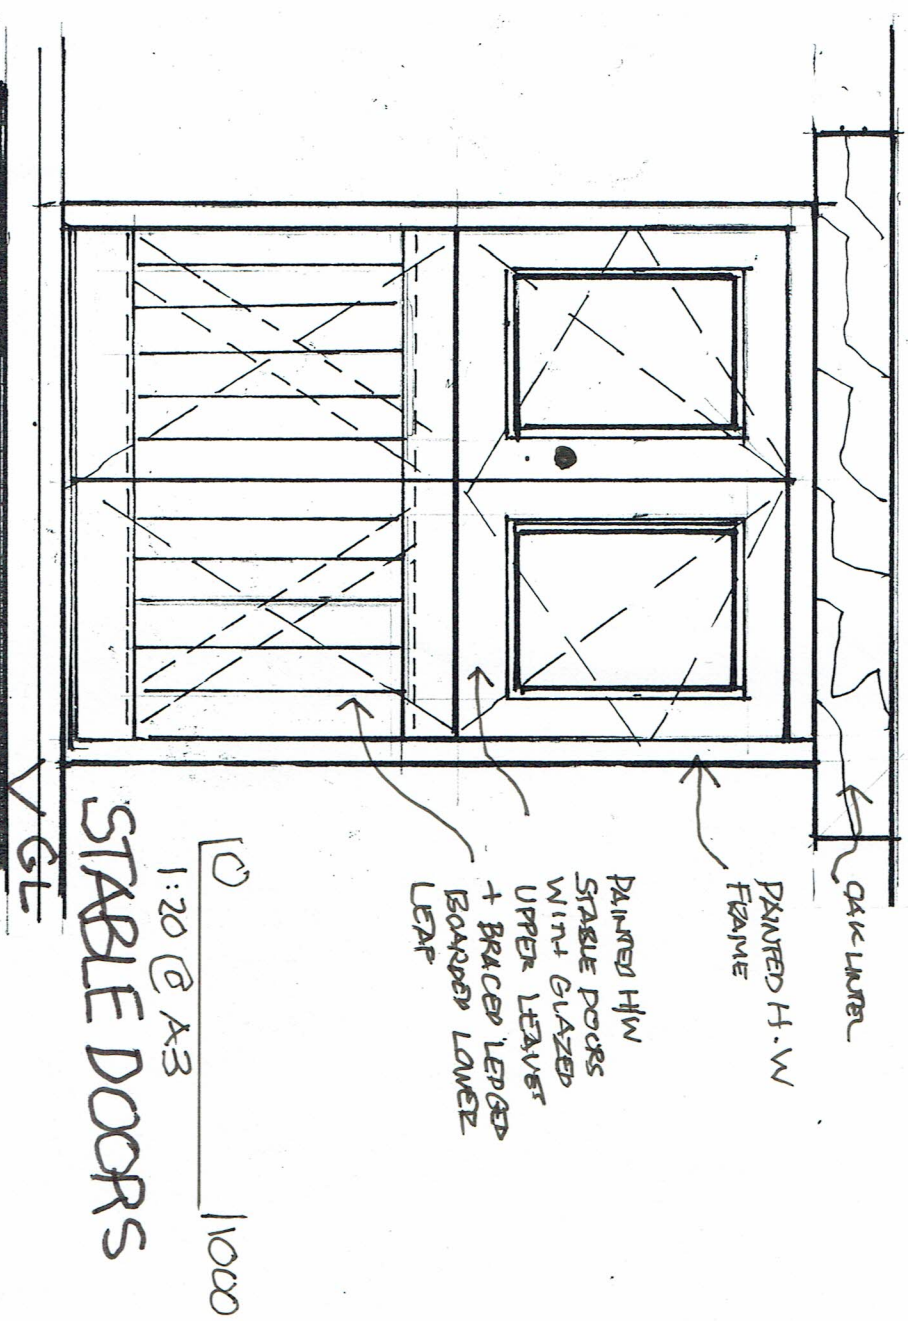 OAK LINTEL
PAINTED H.W
FRAME
PAINTED H/W
STABLE DOORS
WITH GLAZED
UPPER LEAVES
+ BRACED LEDGED
BOARDED LOWER
LEAF
0 1000
1:20 @ A3
STABLE DOORS
GL